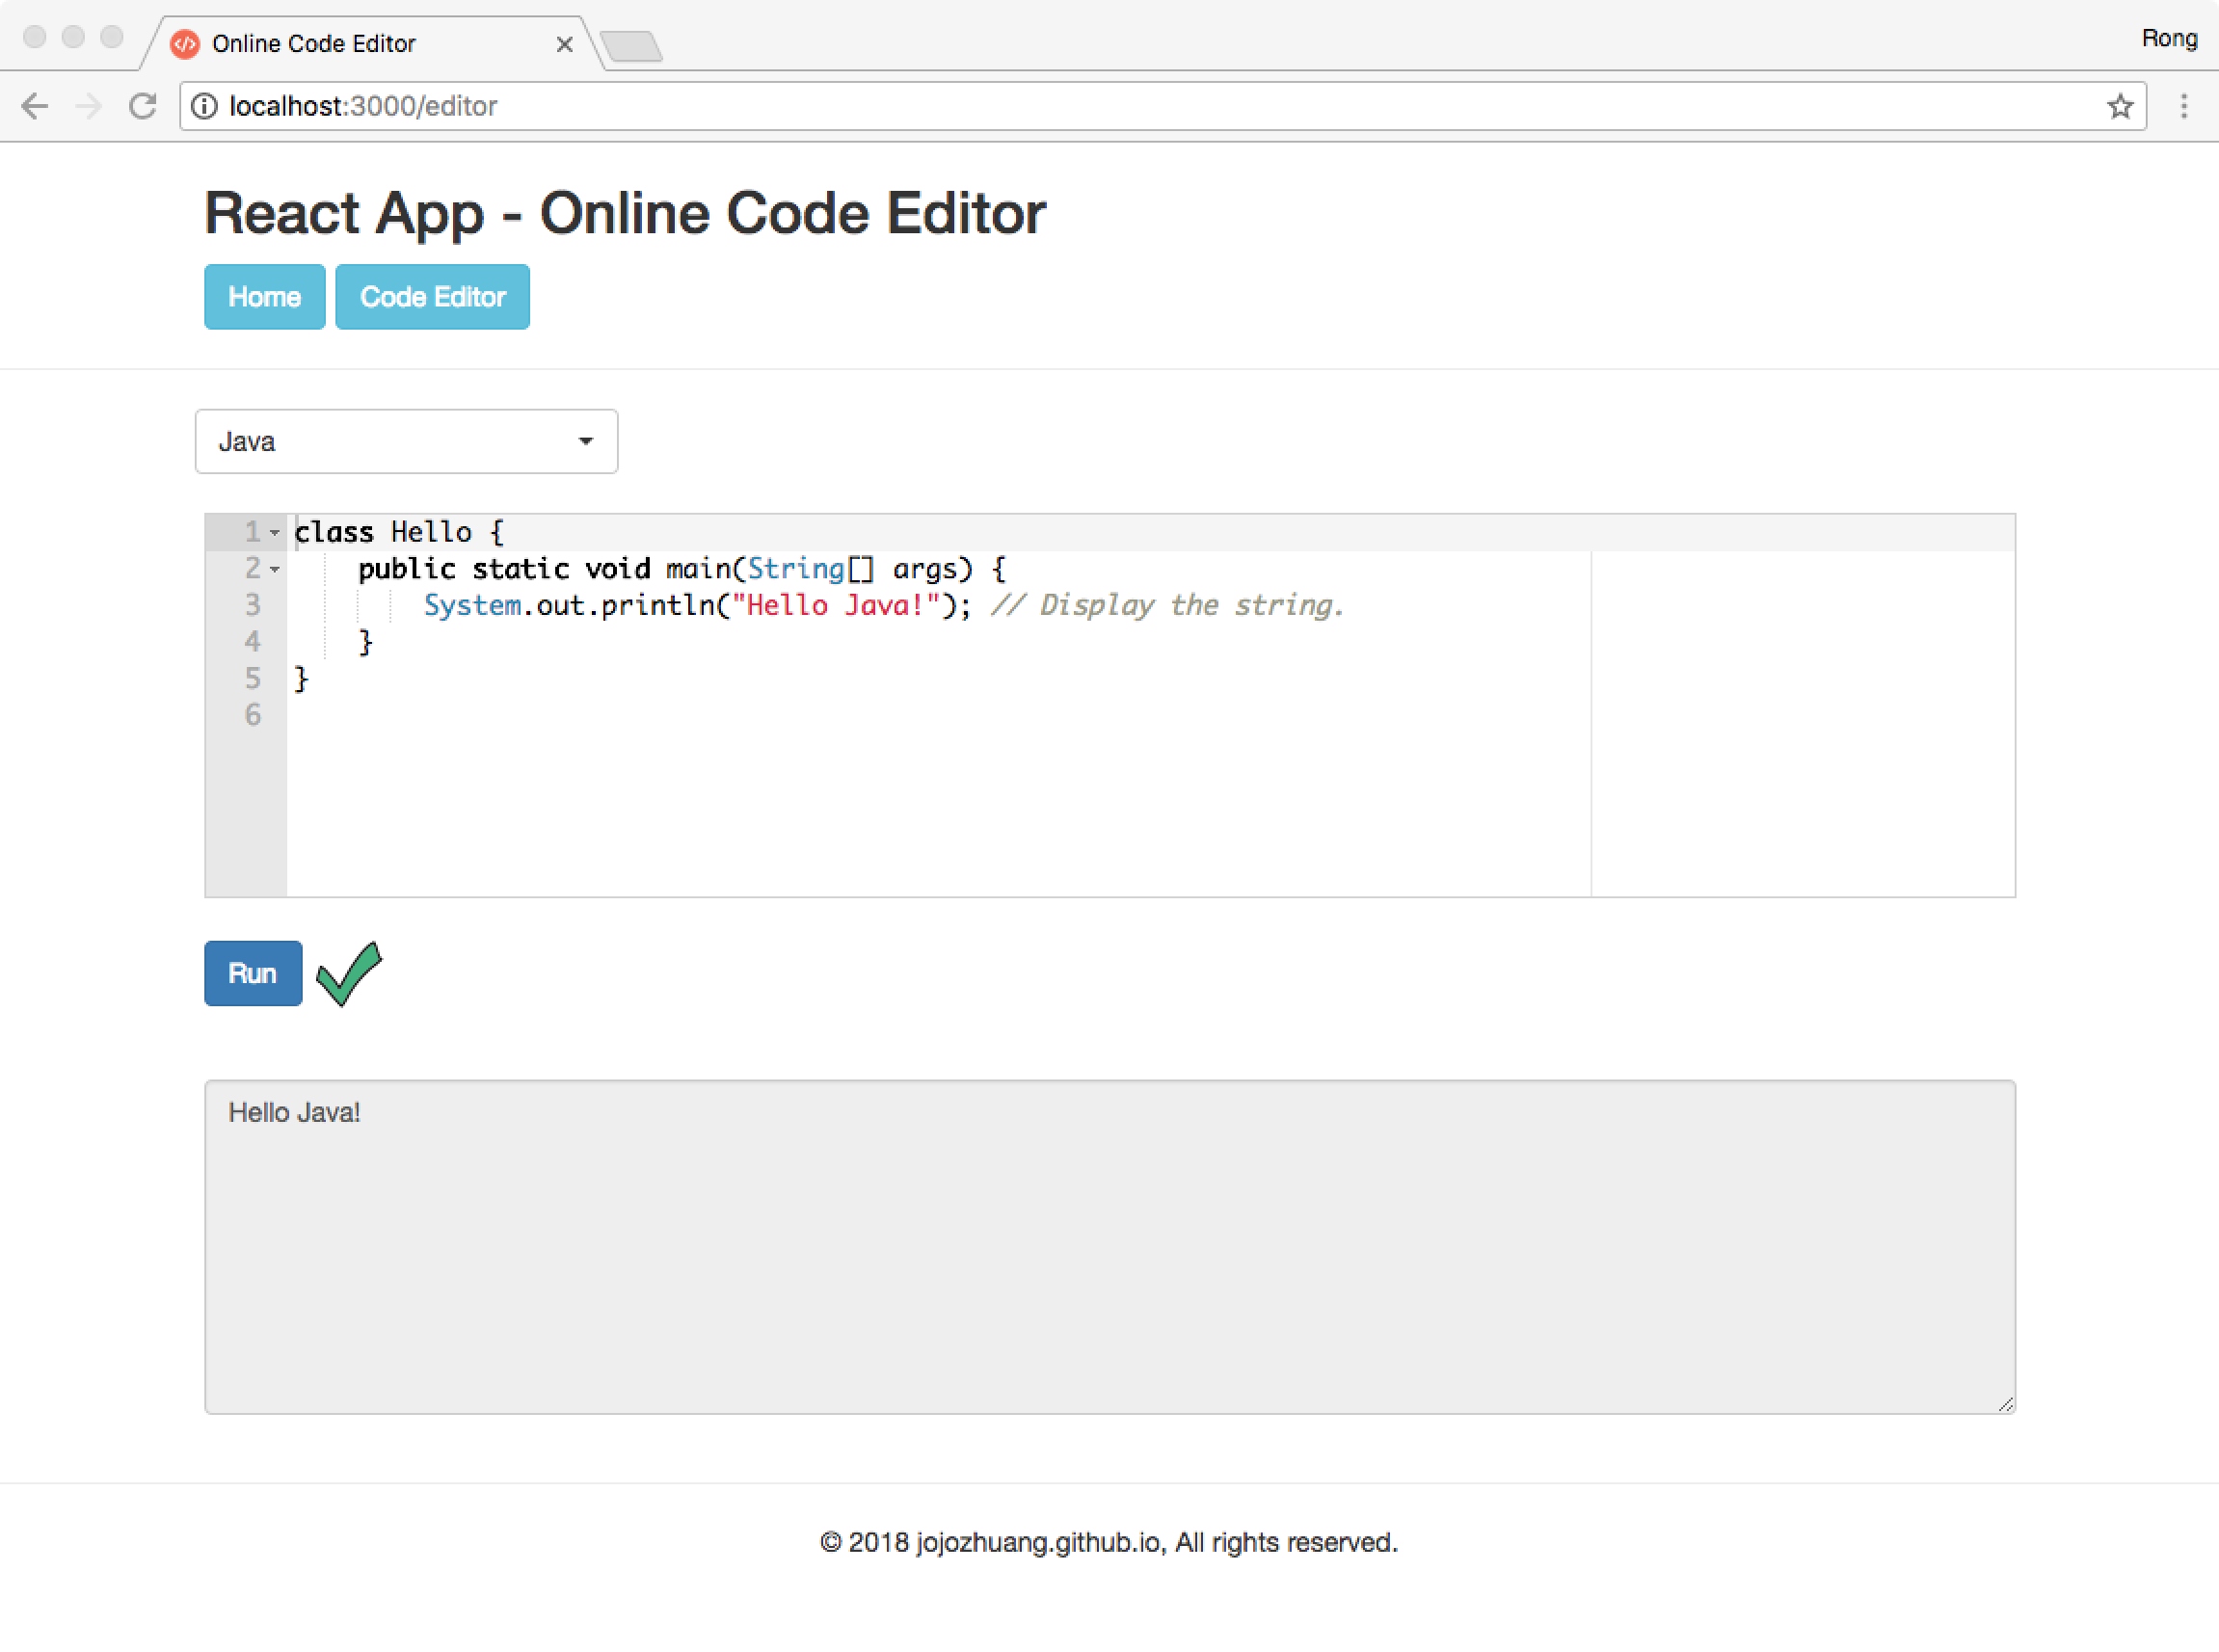 Online Code Editor
Rong
localhost:3000/editor
React App - Online Code Editor
Home
Code Editor
Java
1 class Hello {
2     public static void main(String[] args) {
3         System.out.println("Hello Java!"); // Display the string.
4     }
5 }
6
Run
Hello Java!
© 2018 jojozhuang.github.io, All rights reserved.